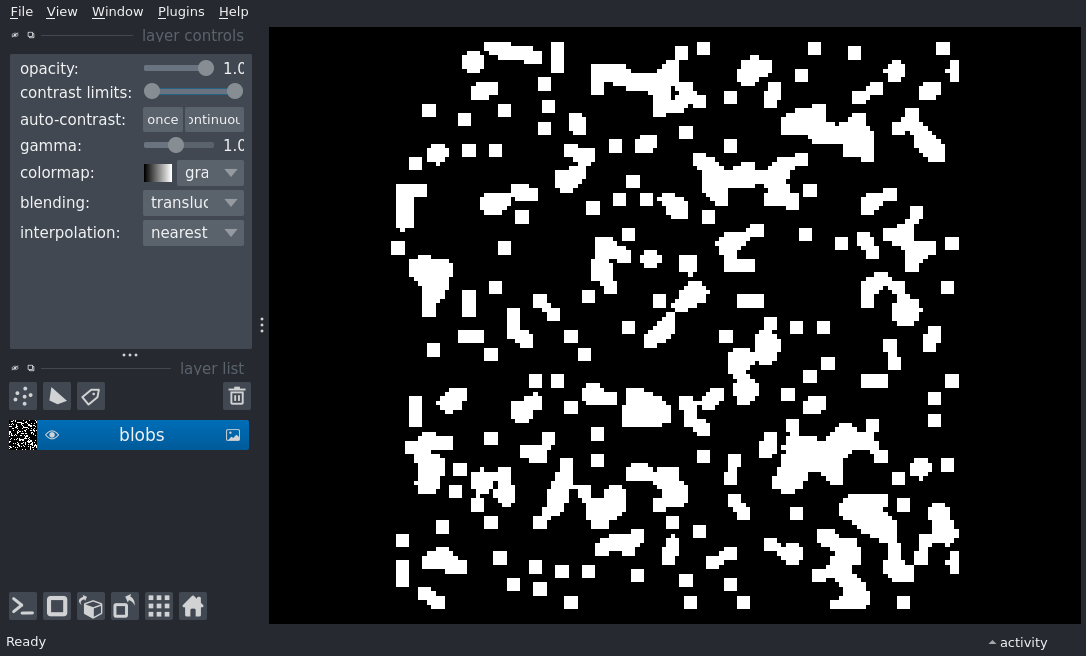 File View Window Plugins Help
layer controls
opacity: 1.0
contrast limits:
auto-contrast: once ontinuou
gamma: 1.0
colormap: gra
blending: transluc
interpolation: nearest
layer list
blobs
Ready
activity